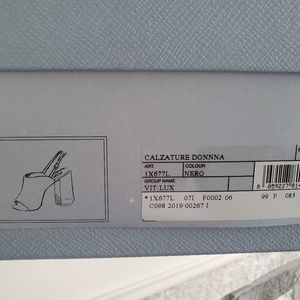 CALZATURE DONNNA
ART. COLOUR
1X677L NERO
GROUP NAME
VIT.LUX
*1X677L 071 F0002 06 99 F 085
C098 2019 00267 1